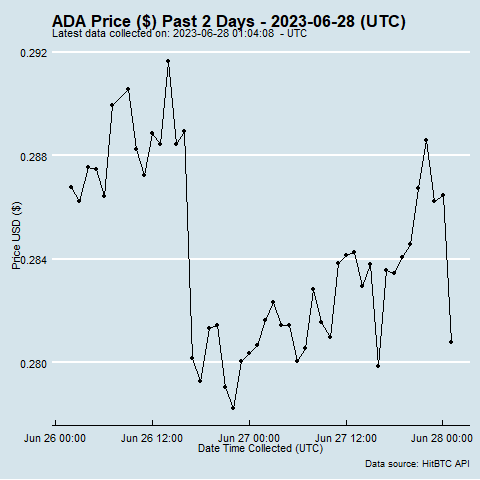 ADA Price ($) Past 2 Days - 2023-06-28 (UTC)
Latest data collected on: 2023-06-28 01:04:08 - UTC
0.292
0.288
0.284
0.280
Price USD ($)
Jun 26 00:00 Jun 26 12:00 Jun 27 00:00 Jun 27 12:00 Jun 28 00:00
Date Time Collected (UTC)
Data source: HitBTC API